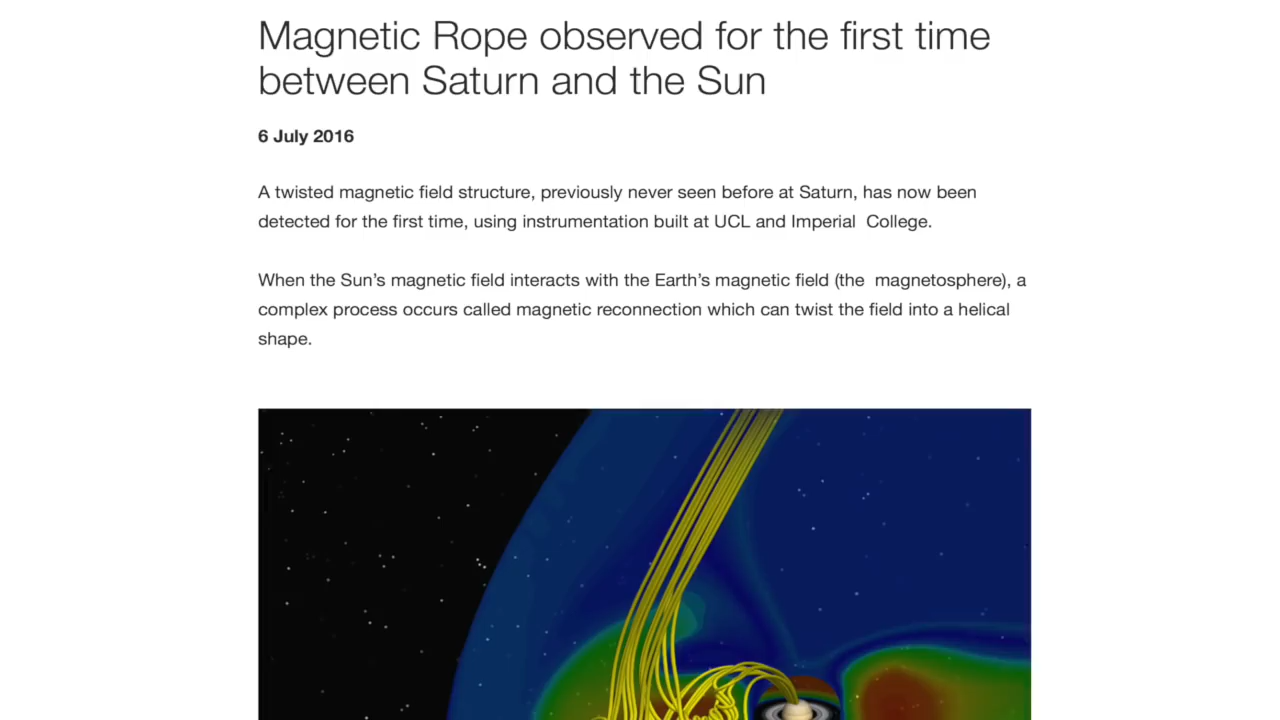 Magnetic Rope observed for the first time
between Saturn and the Sun
6 July 2016
A twisted magnetic field structure, previously never seen before at Saturn, has now been
detected for the first time, using instrumentation built at UCL and Imperial  College.
When the Sun’s magnetic field interacts with the Earth’s magnetic field (the  magnetosphere), a
complex process occurs called magnetic reconnection which can twist the field into a helical
shape.